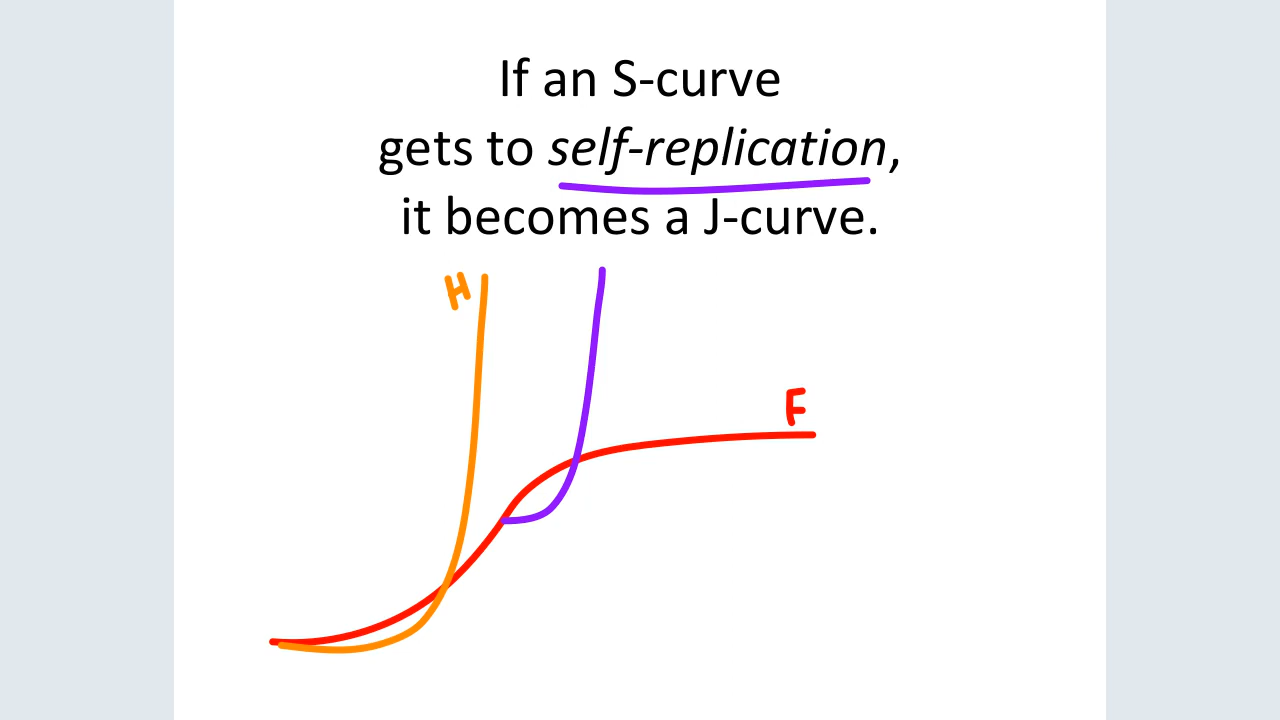 If an S-curve
gets to self-replication,
it becomes a J-curve.
H
F